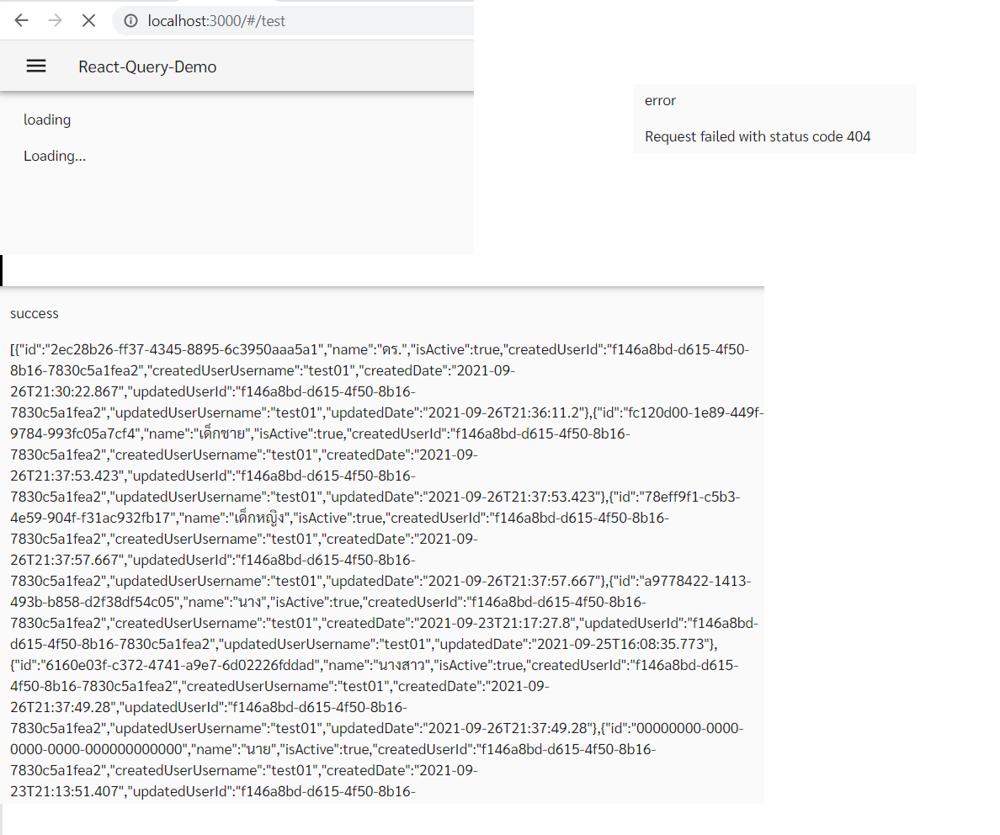 localhost:3000/#/test
React-Query-Demo
loading
Loading...
error
Request failed with status code 404
success
[{"id":"2ec28b26-ff37-4345-8895-6c3950aaa5a1","name":"ดร.","isActive":true,"createdUserId":"f146a8bd-d615-4f50-
8b16-7830c5a1fea2","createdUserUsername":"test01","createdDate":"2021-09-
26T21:30:22.867","updatedUserId":"f146a8bd-d615-4f50-8b16-
7830c5a1fea2","updatedUserUsername":"test01","updatedDate":"2021-09-26T21:36:11.2"},{"id":"fc120d00-1e89-449f-
9784-993fc05a7cf4","name":"เด็กชาย","isActive":true,"createdUserId":"f146a8bd-d615-4f50-8b16-
7830c5a1fea2","createdUserUsername":"test01","createdDate":"2021-09-
26T21:37:53.423","updatedUserId":"f146a8bd-d615-4f50-8b16-
7830c5a1fea2","updatedUserUsername":"test01","updatedDate":"2021-09-26T21:37:53.423"},{"id":"78eff9f1-c5b3-
4e59-904f-f31ac932fb17","name":"เด็กหญิง","isActive":true,"createdUserId":"f146a8bd-d615-4f50-8b16-
7830c5a1fea2","createdUserUsername":"test01","createdDate":"2021-09-
26T21:37:57.667","updatedUserId":"f146a8bd-d615-4f50-8b16-
7830c5a1fea2","updatedUserUsername":"test01","updatedDate":"2021-09-26T21:37:57.667"},{"id":"a9778422-1413-
493b-b858-d2f38df54c05","name":"นาง","isActive":true,"createdUserId":"f146a8bd-d615-4f50-8b16-
7830c5a1fea2","createdUserUsername":"test01","createdDate":"2021-09-23T21:17:27.8","updatedUserId":"f146a8bd-
d615-4f50-8b16-7830c5a1fea2","updatedUserUsername":"test01","updatedDate":"2021-09-25T16:08:35.773"},
{"id":"6160e03f-c372-4741-a9e7-6d02226fddad","name":"นางสาว","isActive":true,"createdUserId":"f146a8bd-d615-
4f50-8b16-7830c5a1fea2","createdUserUsername":"test01","createdDate":"2021-09-
26T21:37:49.28","updatedUserId":"f146a8bd-d615-4f50-8b16-
7830c5a1fea2","updatedUserUsername":"test01","updatedDate":"2021-09-26T21:37:49.28"},{"id":"00000000-0000-
0000-0000-000000000000","name":"นาย","isActive":true,"createdUserId":"f146a8bd-d615-4f50-8b16-
7830c5a1fea2","createdUserUsername":"test01","createdDate":"2021-09-
23T21:13:51.407","updatedUserId":"f146a8bd-d615-4f50-8b16-